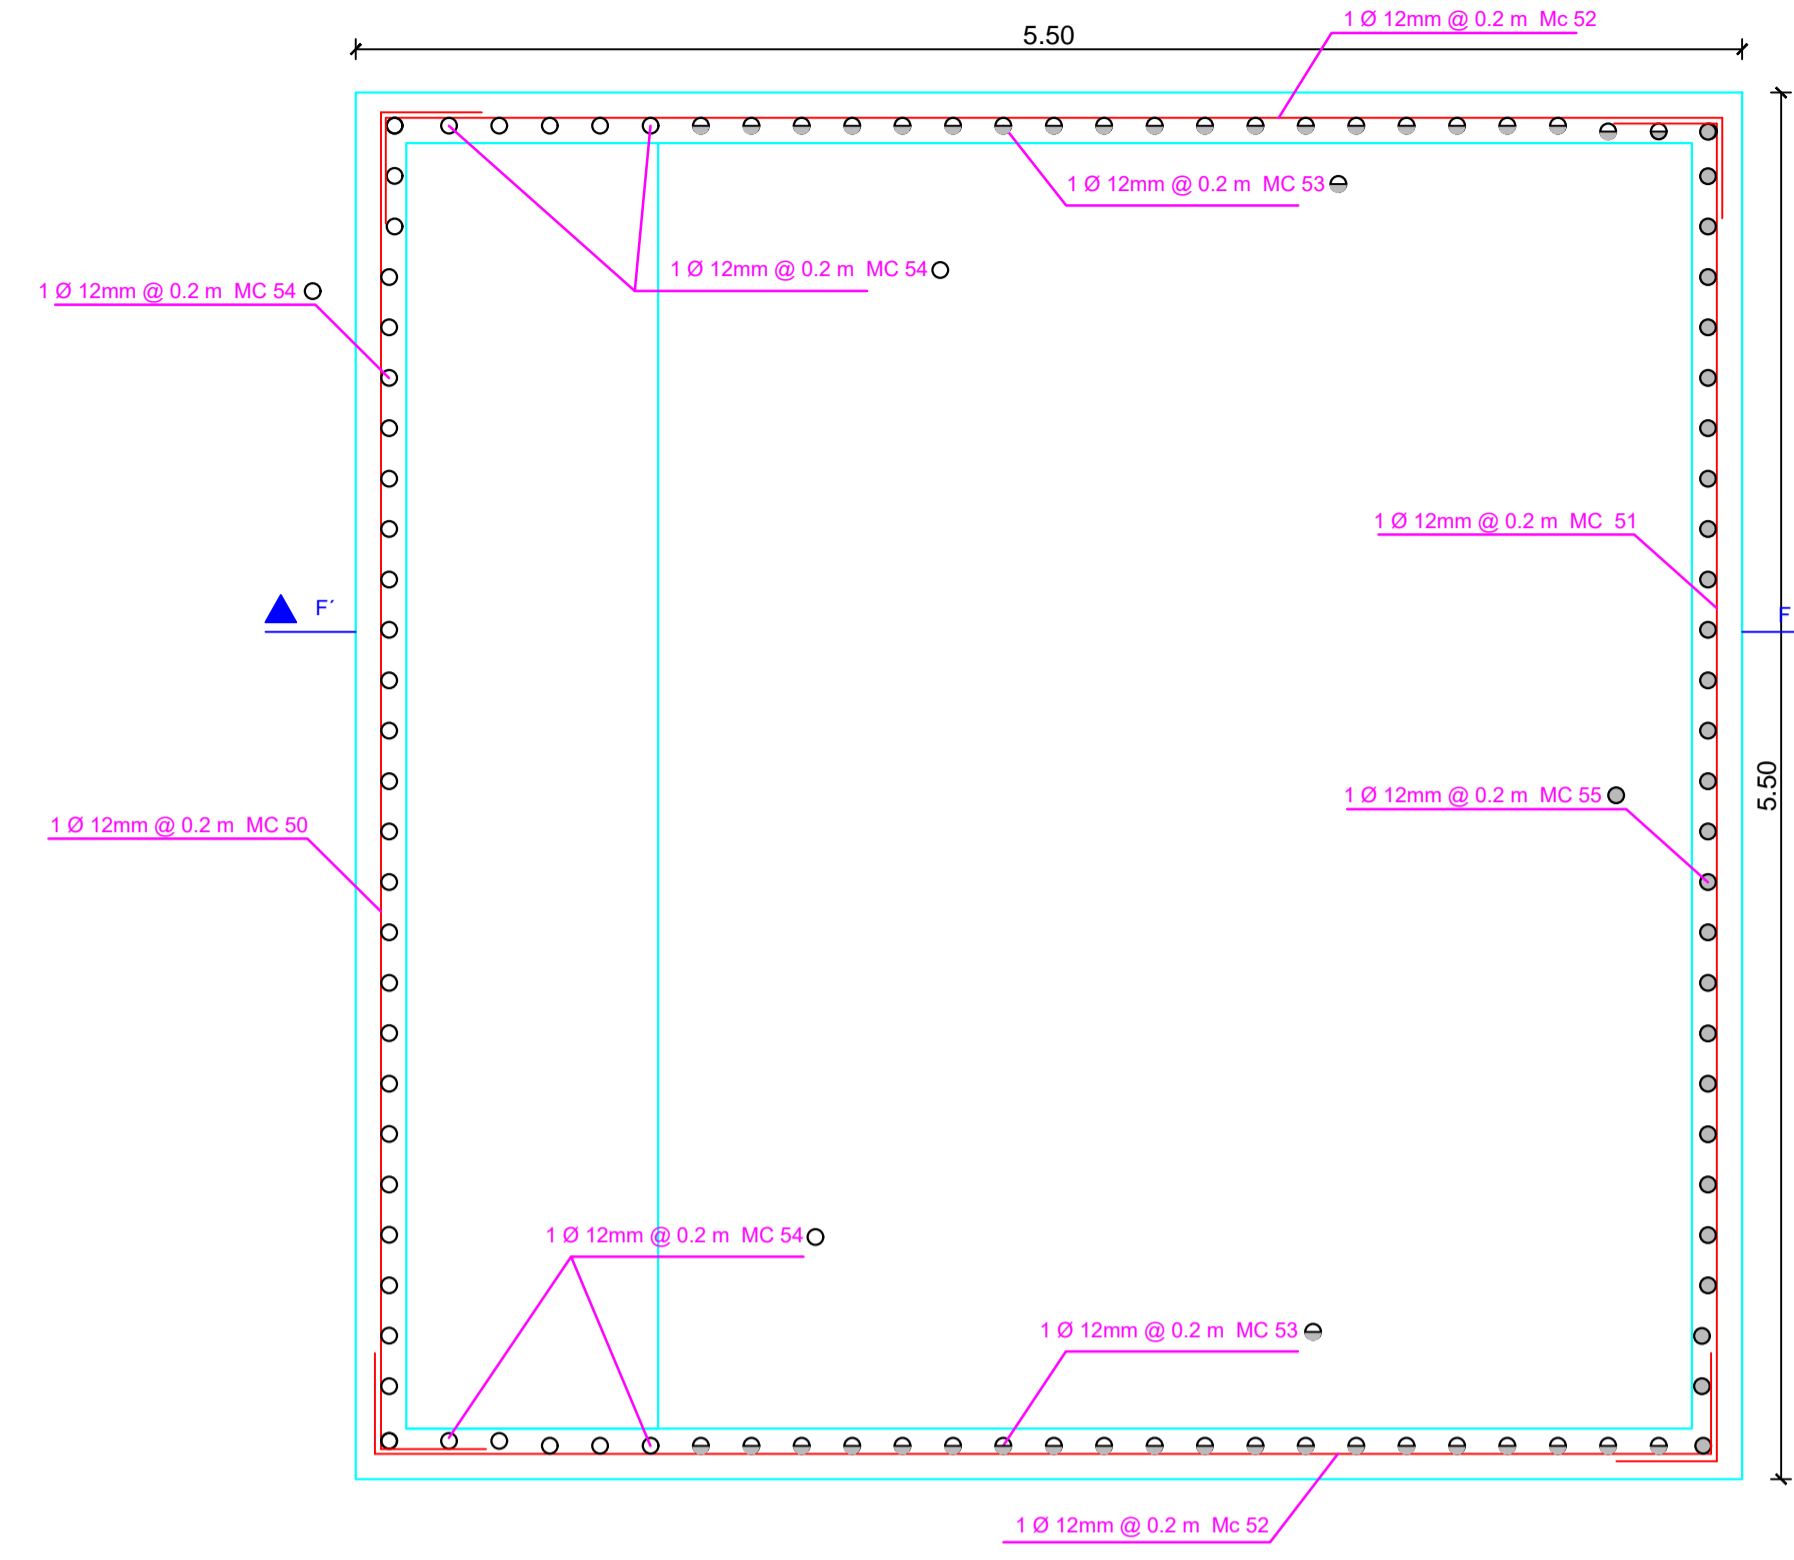 1 Ø 12mm @ 0.2 m  Mc 52
5.50
1 Ø 12mm @ 0.2 m  MC 53
1 Ø 12mm @ 0.2 m  MC 54
1 Ø 12mm @ 0.2 m  MC 54
1 Ø 12mm @ 0.2 m  MC  51
F´
F
5.50
1 Ø 12mm @ 0.2 m  MC 55
1 Ø 12mm @ 0.2 m  MC 50
1 Ø 12mm @ 0.2 m  MC 54
1 Ø 12mm @ 0.2 m  MC 53
1 Ø 12mm @ 0.2 m  Mc 52